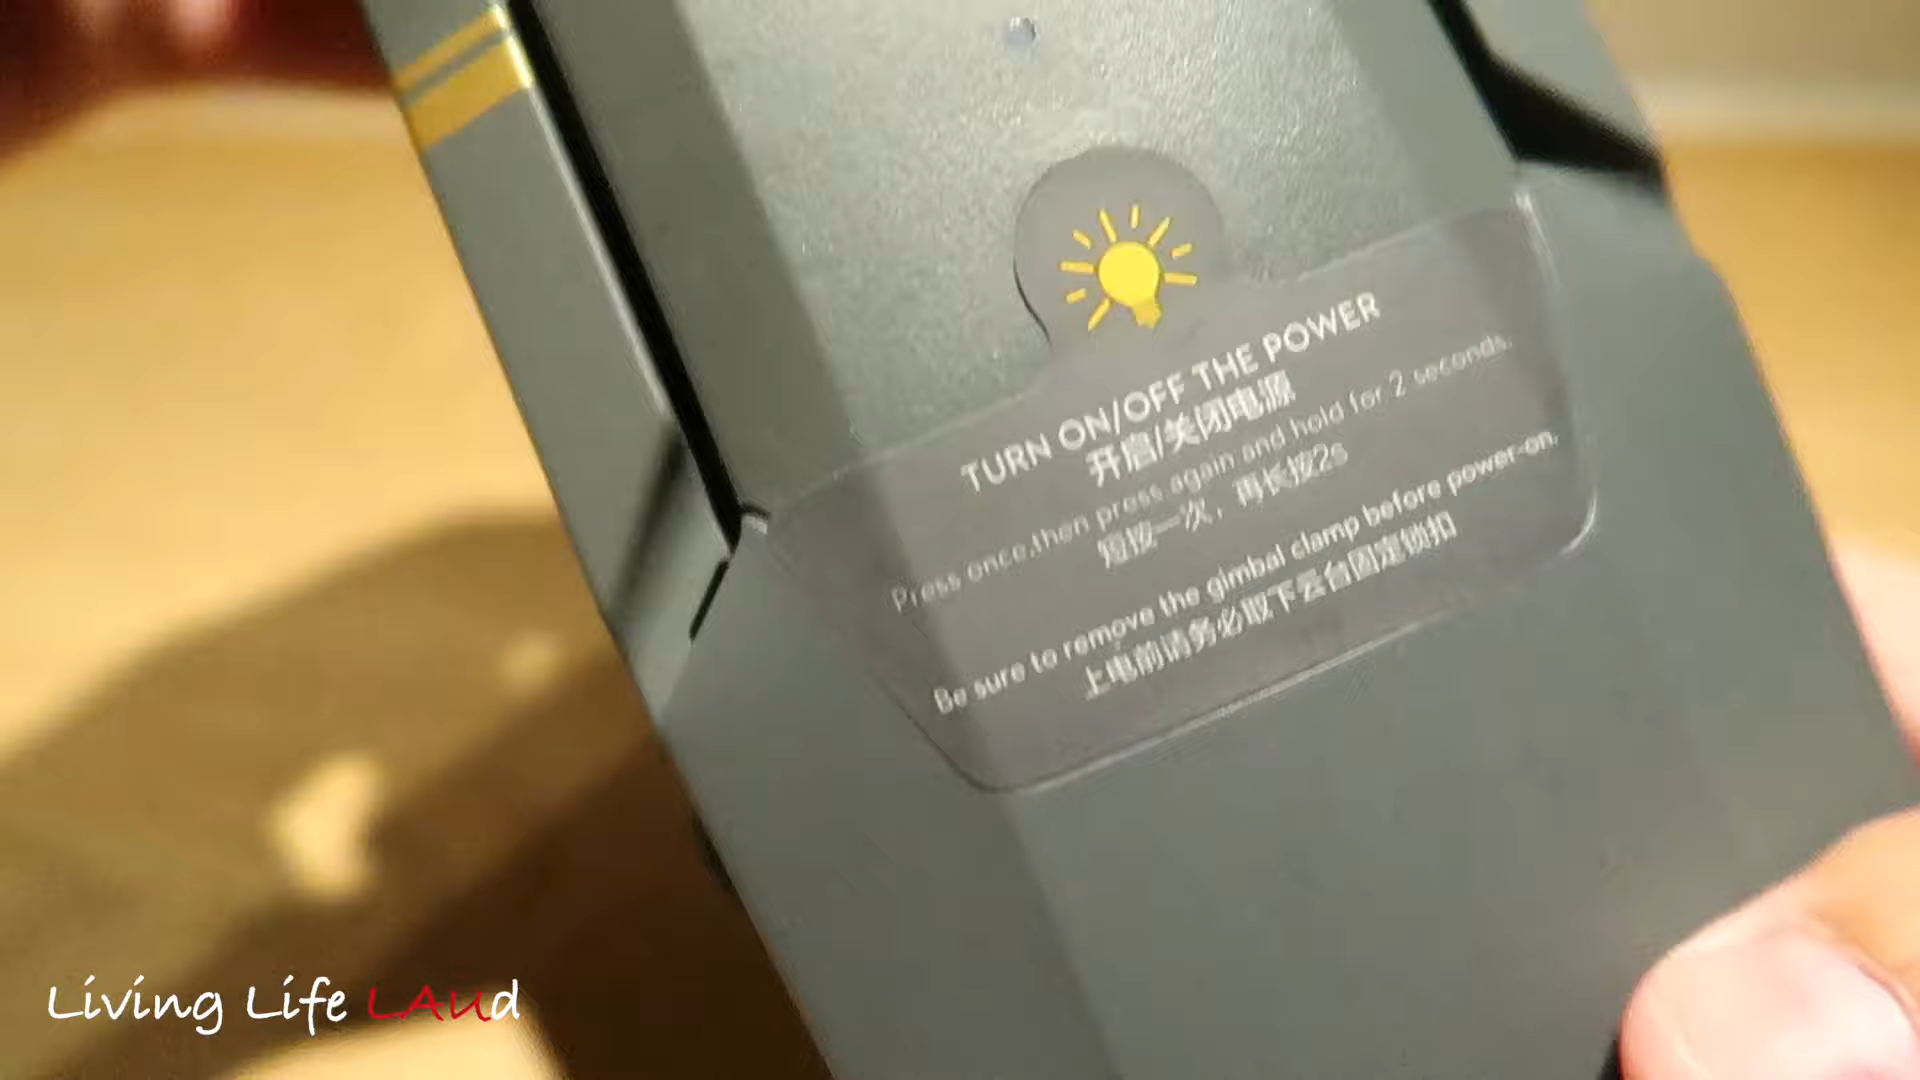 TURN ON/OFF THE POWER
开启/关闭电源
Press once,then press again and hold for 2 seconds.
短按一次，再长按2s
Be sure to remove the gimbal clamp before power-on.
上电前请务必取下云台固定锁扣
Living Life LAUd